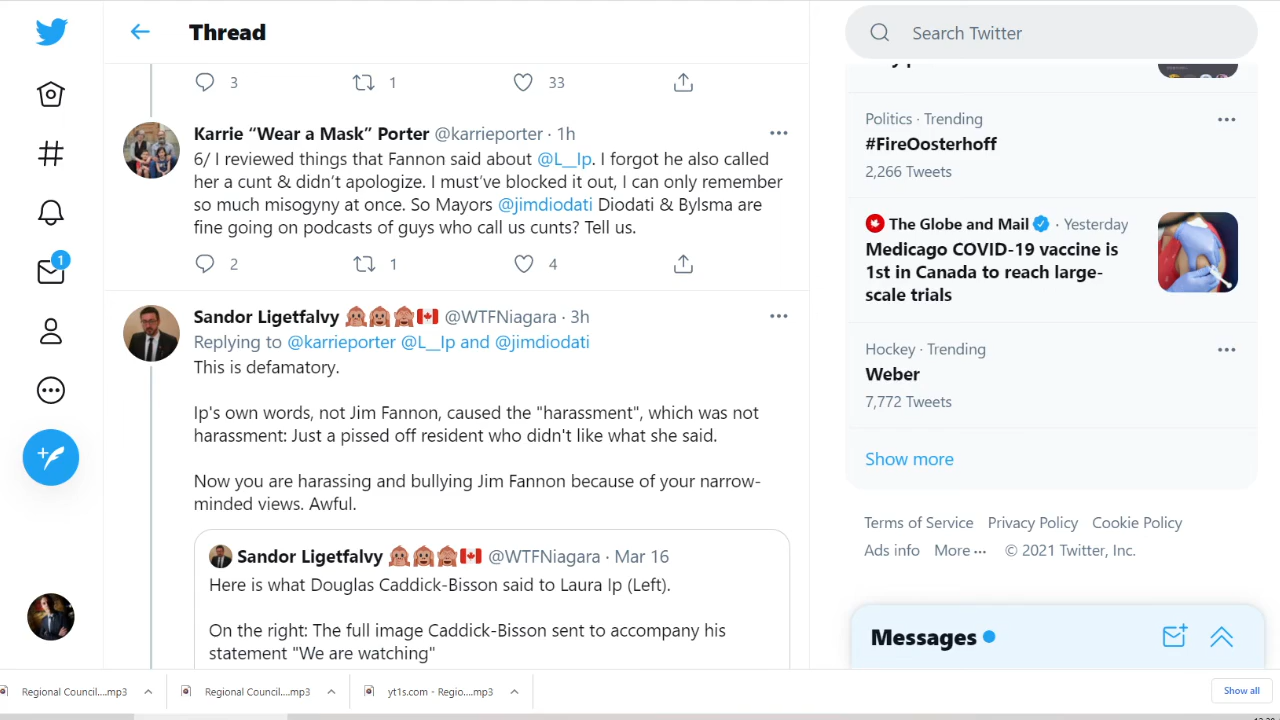 Thread
3 1 33
Karrie “Wear a Mask” Porter @karrieporter · 1h
6/ I reviewed things that Fannon said about @L__Ip. I forgot he also called
her a cunt & didn’t apologize. I must’ve blocked it out, I can only remember
so much misogyny at once. So Mayors @jimdiodati Diodati & Bylsma are
fine going on podcasts of guys who call us cunts? Tell us.
2 1 4
Sandor Ligetfalvy 🙈🙉🙊🇨🇦 @WTFNiagara · 3h
Replying to @karrieporter @L__Ip and @jimdiodati
This is defamatory.
Ip's own words, not Jim Fannon, caused the "harassment", which was not
harassment: Just a pissed off resident who didn't like what she said.
Now you are harassing and bullying Jim Fannon because of your narrow-
minded views. Awful.
Sandor Ligetfalvy 🙈🙉🙊🇨🇦 @WTFNiagara · Mar 16
Here is what Douglas Caddick-Bisson said to Laura Ip (Left).
On the right: The full image Caddick-Bisson sent to accompany his
statement "We are watching"
1
Search Twitter
Politics · Trending
#FireOosterhoff
2,266 Tweets
The Globe and Mail · Yesterday
Medicago COVID-19 vaccine is
1st in Canada to reach large-
scale trials
Hockey · Trending
Weber
7,772 Tweets
Show more
Terms of Service Privacy Policy Cookie Policy
Ads info More ··· © 2021 Twitter, Inc.
Messages
Regional Council....mp3
Regional Council....mp3
yt1s.com - Regio....mp3
Show all